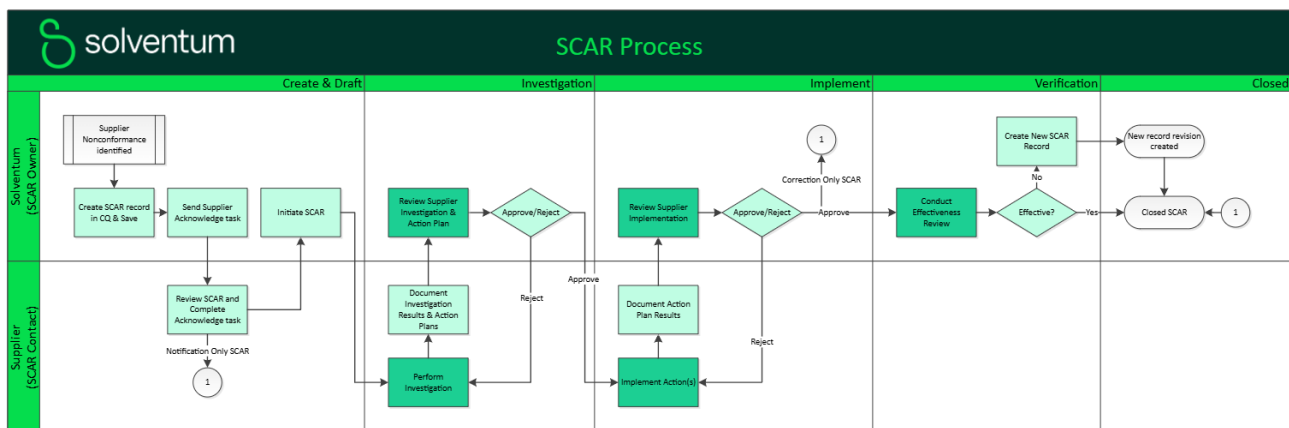 solventum
SCAR Process
Create & Draft
Investigation
Implement
Verification
Closed
Solventum
(SCAR Owner)
Supplier
Nonconformance
identified
Create SCAR record
in CQ & Save
Send Supplier
Acknowledge task
Initiate SCAR
Review Supplier
Investigation &
Action Plan
Approve/Reject
Review Supplier
Implementation
Approve/Reject
1
Correction Only SCAR
Approve
Conduct
Effectiveness
Review
Create New SCAR
Record
No
Effective?
Yes
New record revision
created
Closed SCAR
1
Supplier
(SCAR Contact)
Review SCAR and
Complete
Acknowledge task
Notification Only SCAR
1
Document
Investigation
Results & Action
Plans
Perform
Investigation
Reject
Approve
Document Action
Plan Results
Implement Action(s)
Reject